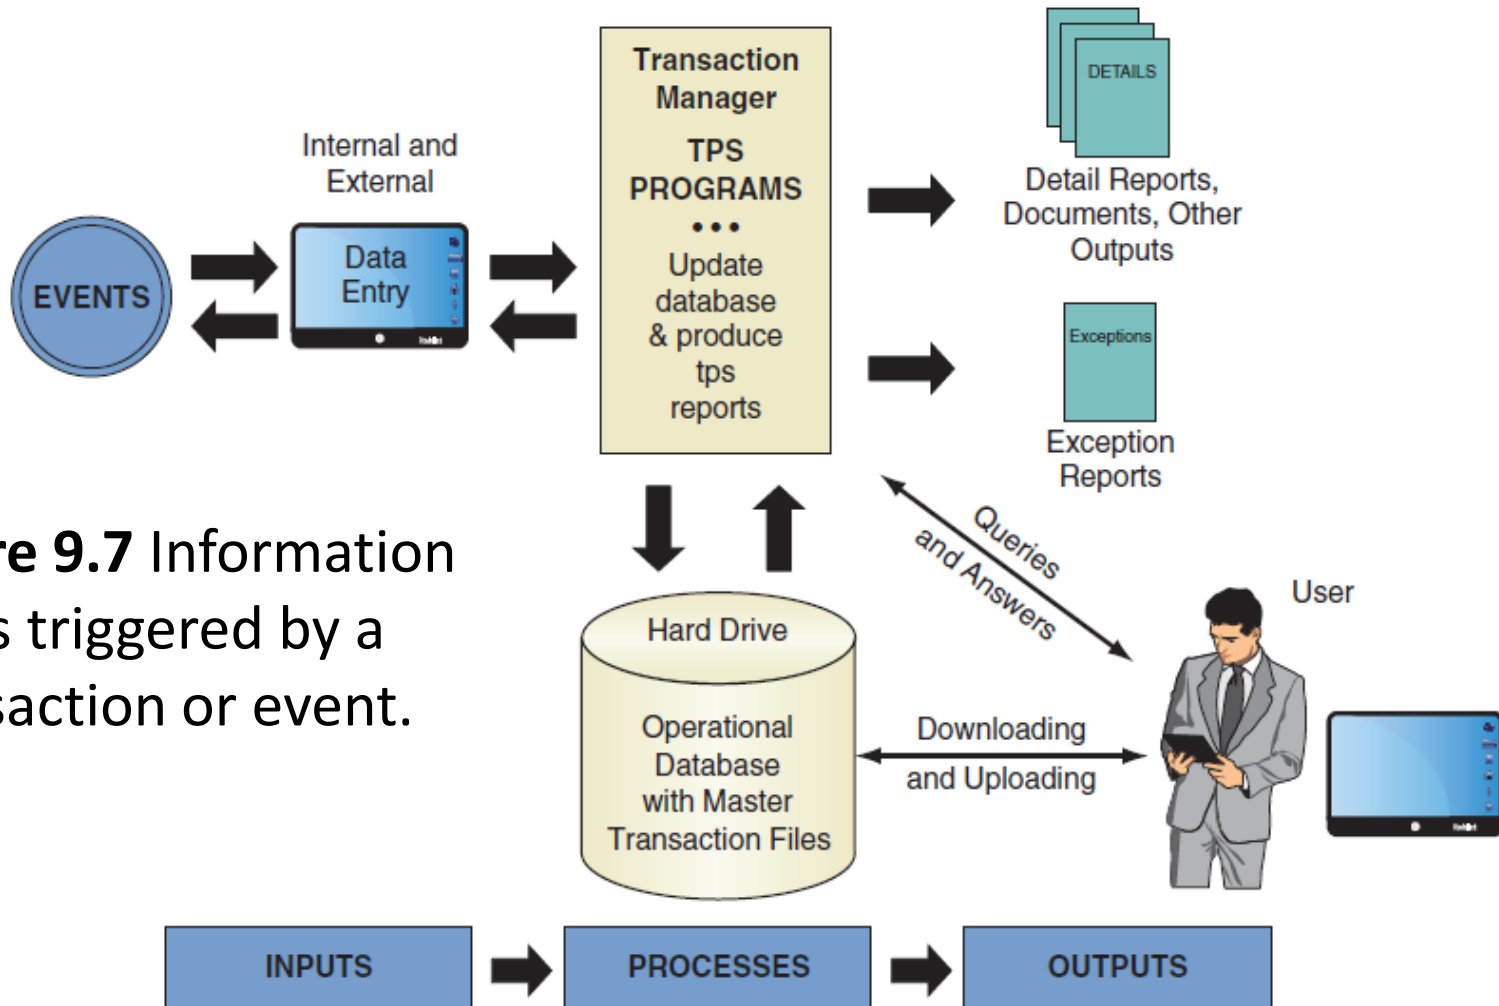 Transaction
Manager
TPS
PROGRAMS
•••
Update
database
& produce
tps
reports
Internal and
External
EVENTS
Data
Entry
DETAILS
Detail Reports,
Documents, Other
Outputs
Exceptions
Exception
Reports
Queries
and Answers
User
re 9.7 Information
s triggered by a
saction or event.
Hard Drive
Operational
Database
with Master
Transaction Files
Downloading
and Uploading
INPUTS
PROCESSES
OUTPUTS